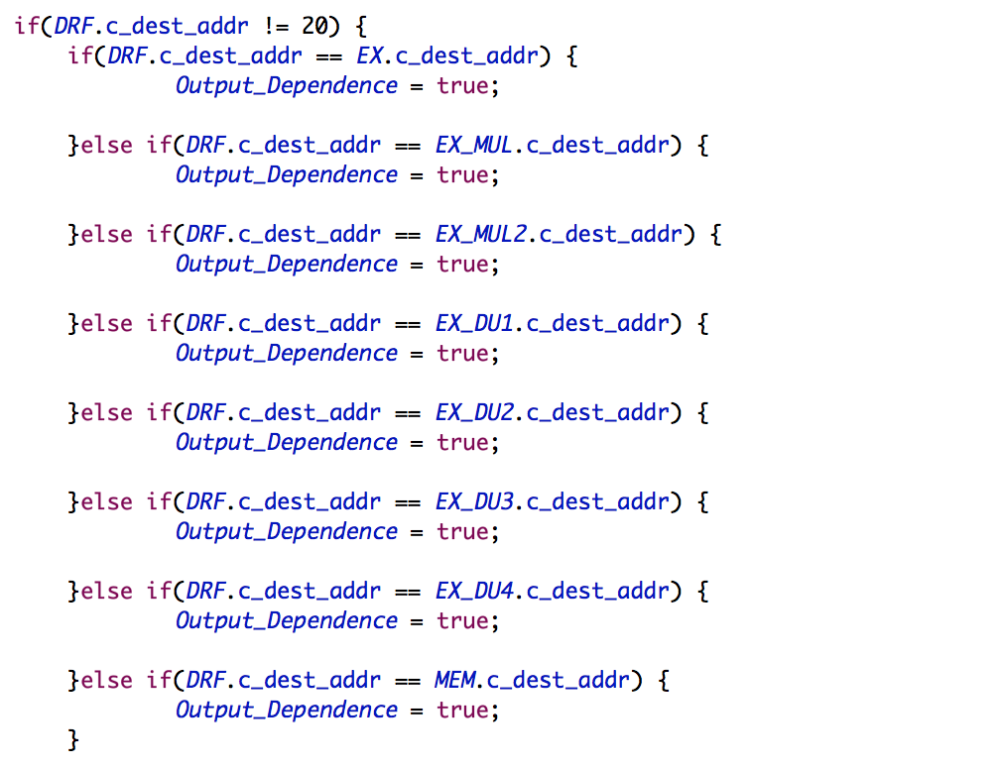 if(DRF.c_dest_addr != 20) {
if(DRF.c_dest_addr == EX.c_dest_addr) {
Output_Dependence = true;
}else if(DRF.c_dest_addr == EX_MUL.c_dest_addr) {
Output_Dependence = true;
}else if(DRF.c_dest_addr == EX_MUL2.c_dest_addr) {
Output_Dependence = true;
}else if(DRF.c_dest_addr == EX_DU1.c_dest_addr) {
Output_Dependence = true;
}else if(DRF.c_dest_addr == EX_DU2.c_dest_addr) {
Output_Dependence = true;
}else if(DRF.c_dest_addr == EX_DU3.c_dest_addr) {
Output_Dependence = true;
}else if(DRF.c_dest_addr == EX_DU4.c_dest_addr) {
Output_Dependence = true;
}else if(DRF.c_dest_addr == MEM.c_dest_addr) {
Output_Dependence = true;
}